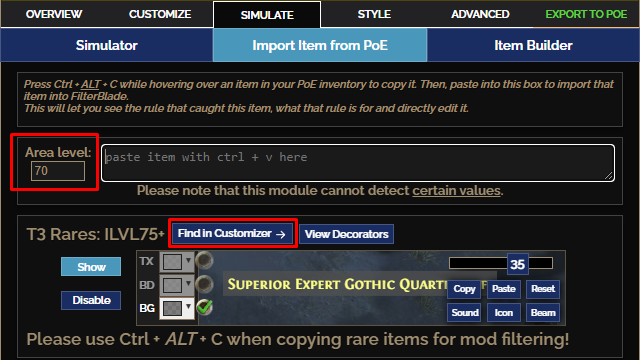 OVERVIEW CUSTOMIZE SIMULATE STYLE ADVANCED EXPORT TO POE
Simulator Import Item from PoE Item Builder
Press Ctrl + ALT + C while hovering over an item in your PoE inventory to copy it. Then, paste into this box to import that
item into FilterBlade.
This will let you see the rule that caught this item, what that rule is for and directly edit it.
Area level:
70
paste item with ctrl + v here
Please note that this module cannot detect certain values.
T3 Rares: ILVL75+ Find in Customizer → View Decorators
Show
Disable
TX
BD
BG
SUPERIOR EXPERT GOTHIC
35
Copy Paste Reset
Sound Icon Beam
Please use Ctrl + ALT + C when copying rare items for mod filtering!